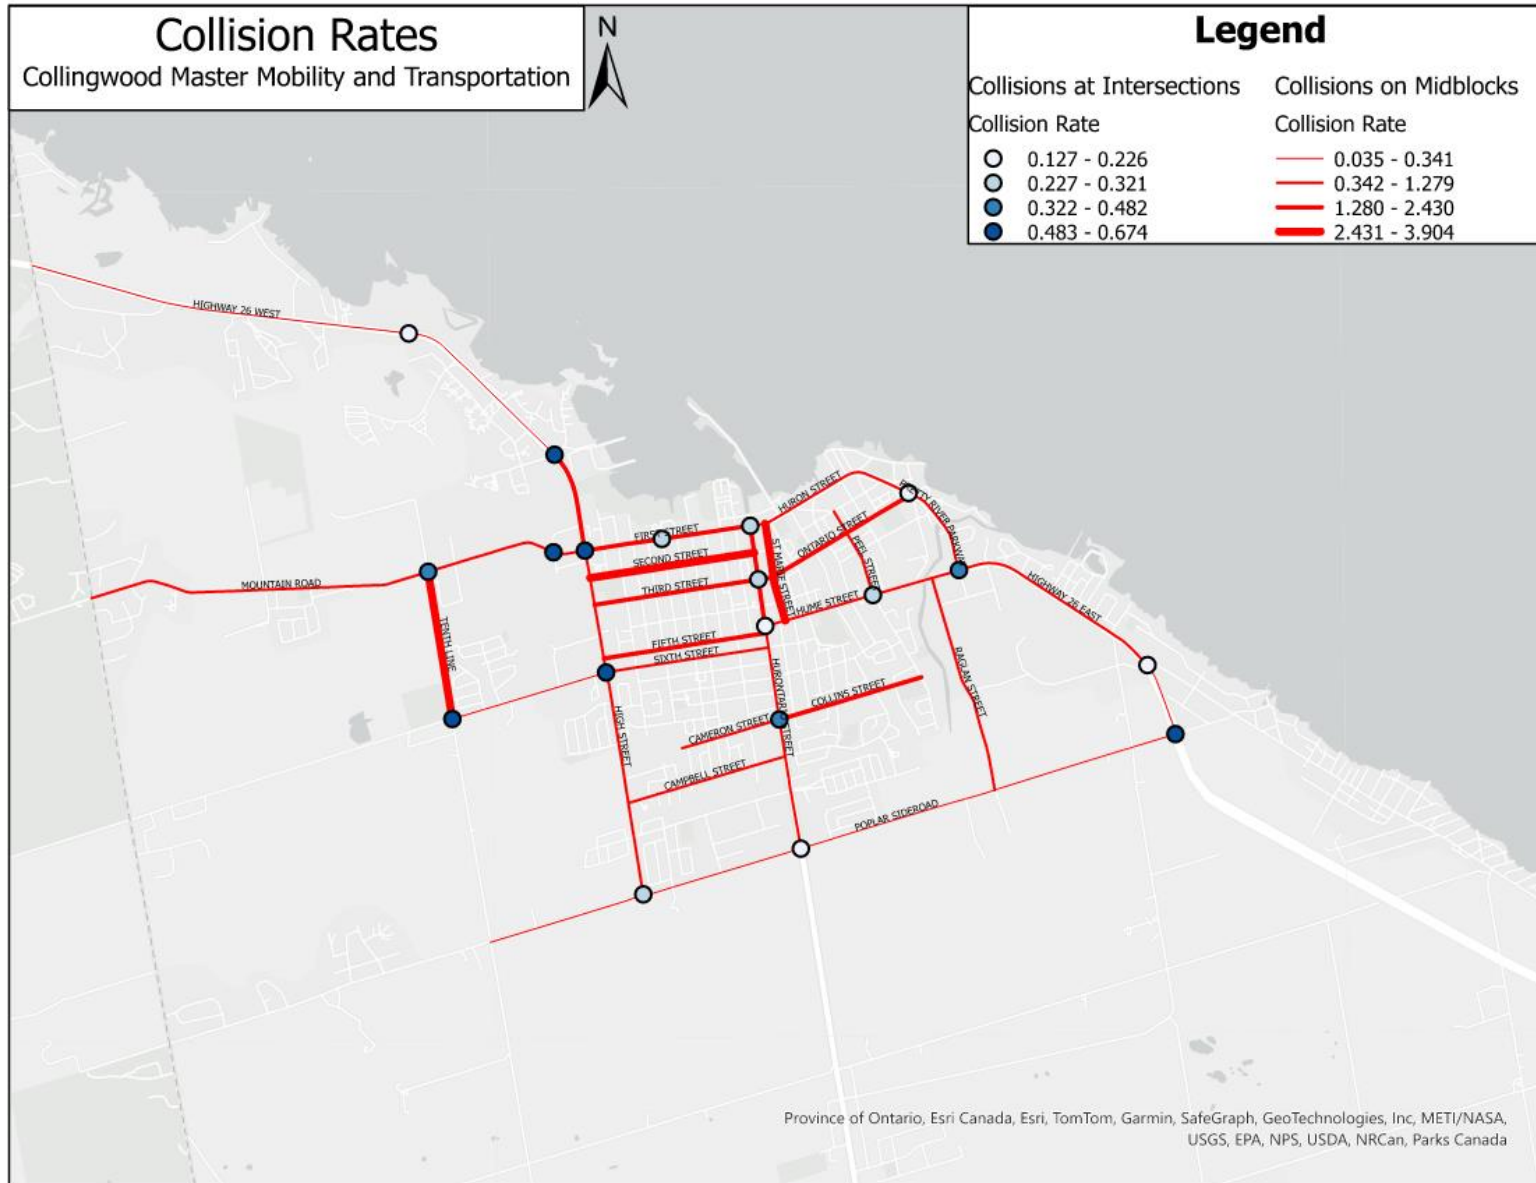 Collision Rates
Collingwood Master Mobility and Transportation
N
Legend
Collisions at Intersections
Collision Rate
0.127 - 0.226
0.227 - 0.321
0.322 - 0.482
0.483 - 0.674
Collisions on Midblocks
Collision Rate
0.035 - 0.341
0.342 - 1.279
1.280 - 2.430
2.431 - 3.904
HIGHWAY 26 WEST
HURON STREET
PRETTY RIVER PARKWAY
FIRST STREET
SECOND STREET
ONTARIO STREET
ST MARIE STREET
PEEL STREET
MOUNTAIN ROAD
THIRD STREET
HUME STREET
HIGHWAY 26 EAST
TENTH LINE
FIFTH STREET
SIXTH STREET
HURONTARIO STREET
RAGLAN STREET
COLLINS STREET
HIGH STREET
CAMERON STREET
CAMPBELL STREET
POPLAR SIDEROAD
Province of Ontario, Esri Canada, Esri, TomTom, Garmin, SafeGraph, GeoTechnologies, Inc, METI/NASA,
USGS, EPA, NPS, USDA, NRCan, Parks Canada